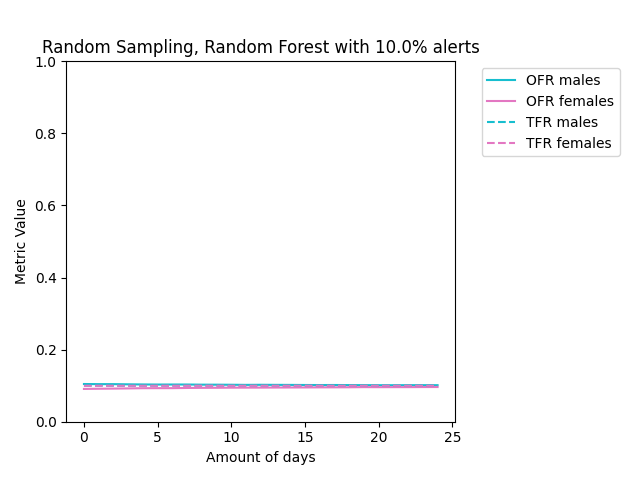 Random Sampling, Random Forest with 10.0% alerts
1.0
0.8
0.6
0.4
0.2
0.0
Metric Value
0 5 10 15 20 25
Amount of days
OFR males
OFR females
TFR males
TFR females